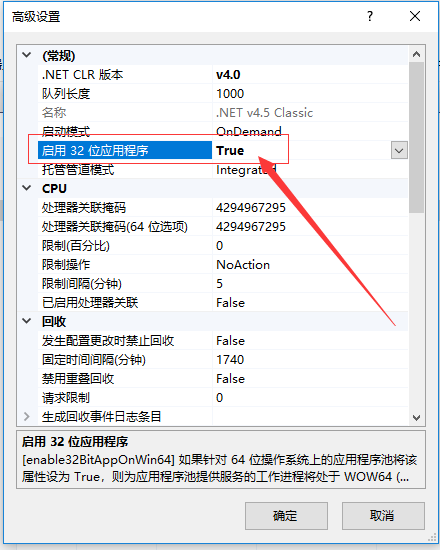 高级设置
(常规)
.NET CLR 版本 v4.0
队列长度 1000
名称 .NET v4.5 Classic
启动模式 OnDemand
启用 32 位应用程序 True
托管管道模式 Integrated
CPU
处理器关联掩码 4294967295
处理器关联掩码(64 位选项) 4294967295
限制(百分比) 0
限制操作 NoAction
限制间隔(分钟) 5
已启用处理器关联 False
回收
发生配置更改时禁止回收 False
固定时间间隔(分钟) 1740
禁用重叠回收 False
请求限制 0
生成回收事件日志条目
启用 32 位应用程序
[enable32BitAppOnWin64] 如果针对 64 位操作系统上的应用程序池将该
属性设为 True，则为应用程序池提供服务的工作进程将处于 WOW64 (...
确定 取消